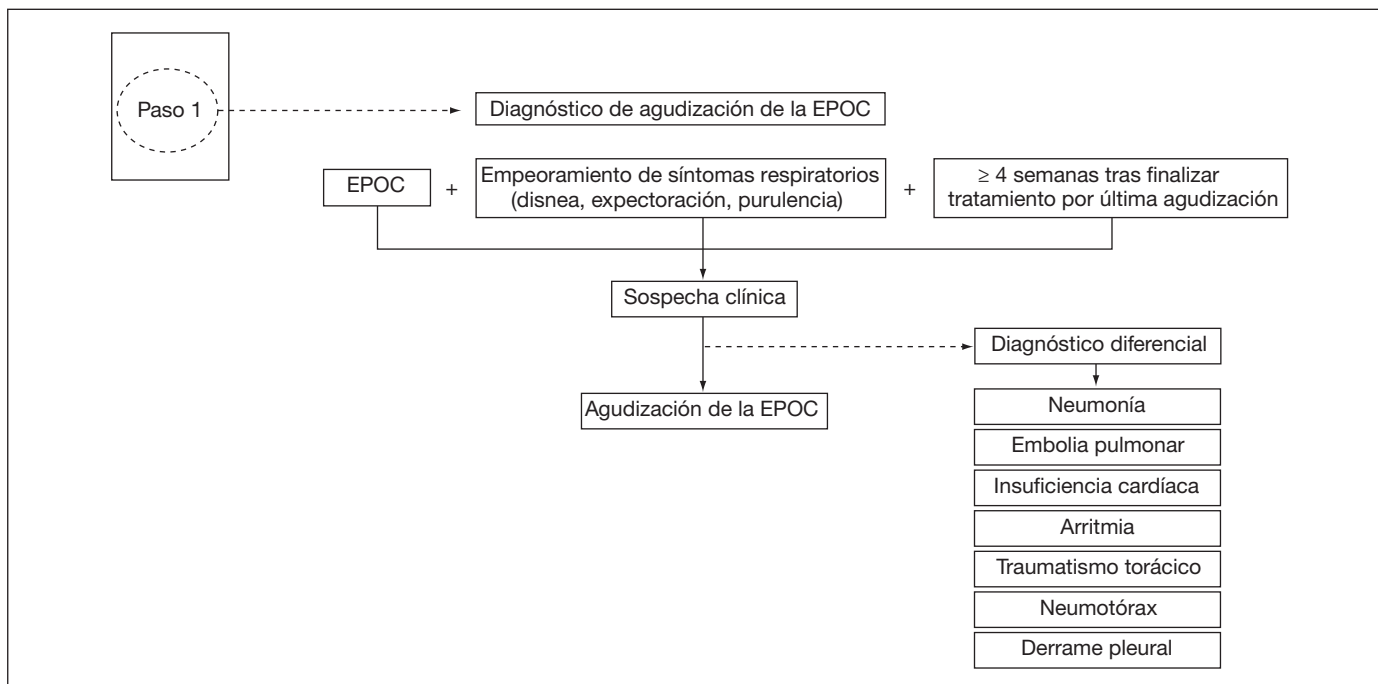 Paso 1
Diagnóstico de agudización de la EPOC
EPOC
+
Empeoramiento de síntomas respiratorios
(disnea, expectoración, purulencia)
+
≥ 4 semanas tras finalizar
tratamiento por última agudización
Sospecha clínica
Diagnóstico diferencial
Agudización de la EPOC
Neumonía
Embolia pulmonar
Insuficiencia cardíaca
Arritmia
Traumatismo torácico
Neumotórax
Derrame pleural